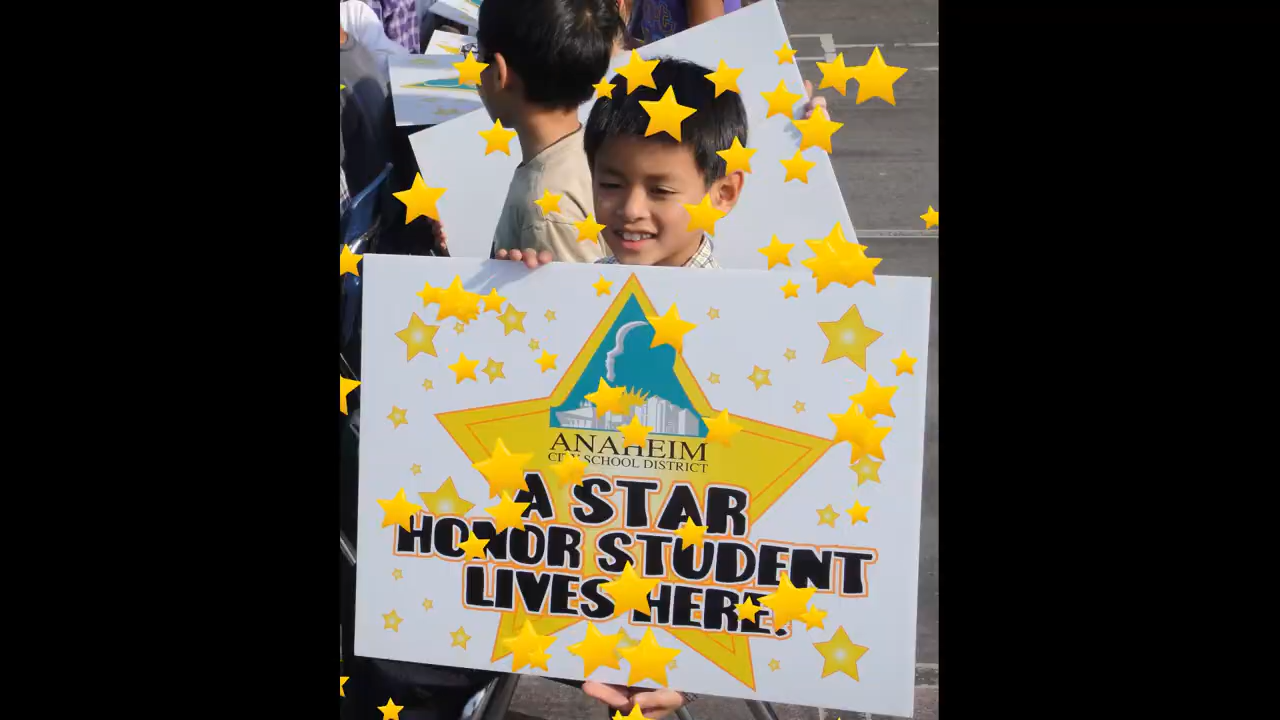 ANAHEIM
CITY SCHOOL DISTRICT
A STAR
HONOR STUDENT
LIVES HERE!